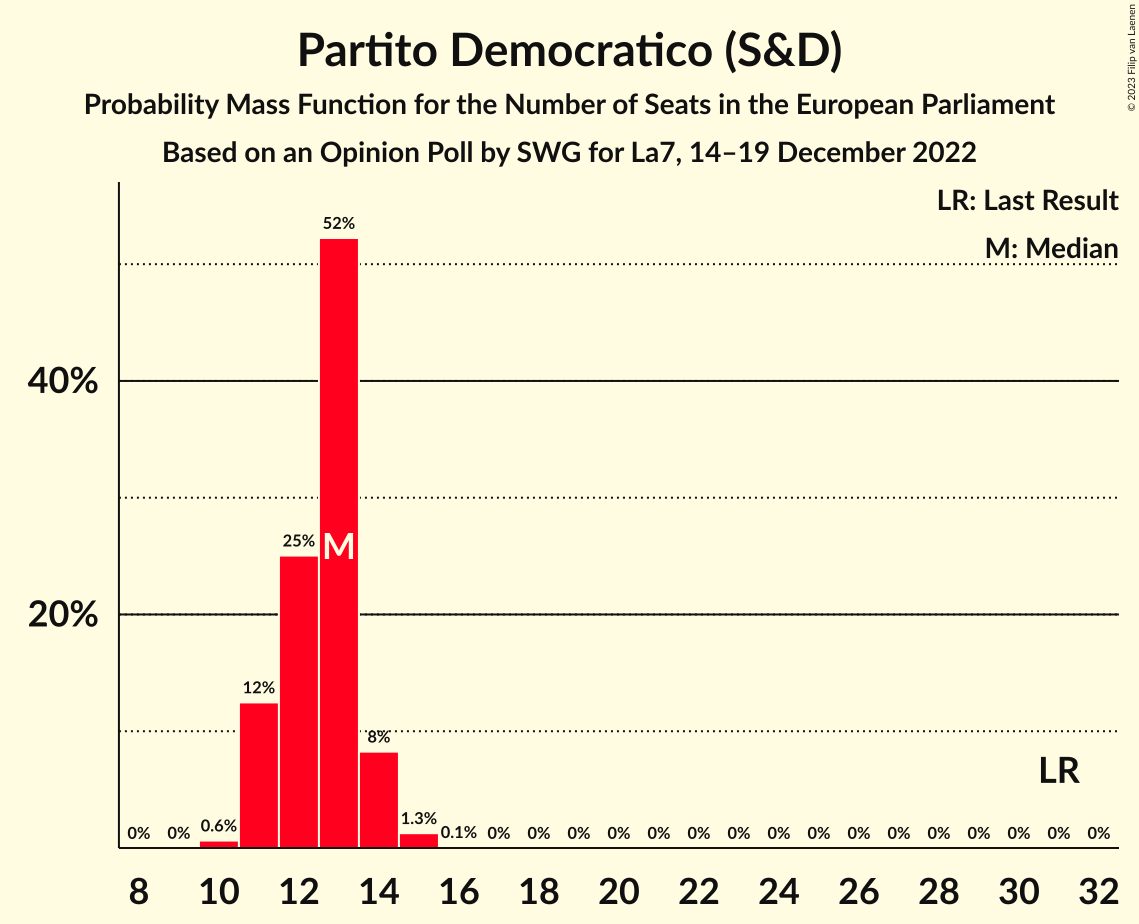 Partito Democratico (S&D)
Probability Mass Function for the Number of Seats in the European Parliament
Based on an Opinion Poll by SWG for La7, 14–19 December 2022
© 2023 Filip van Laenen
LR: Last Result
M: Median
40%
20%
0% 0% 0.6% 12% 25% 52% 8% 1.3% 0.1% 0% 0% 0% 0% 0% 0% 0% 0% 0% 0% 0% 0% 0% 0% 0% 0%
M
LR
8 10 12 14 16 18 20 22 24 26 28 30 32